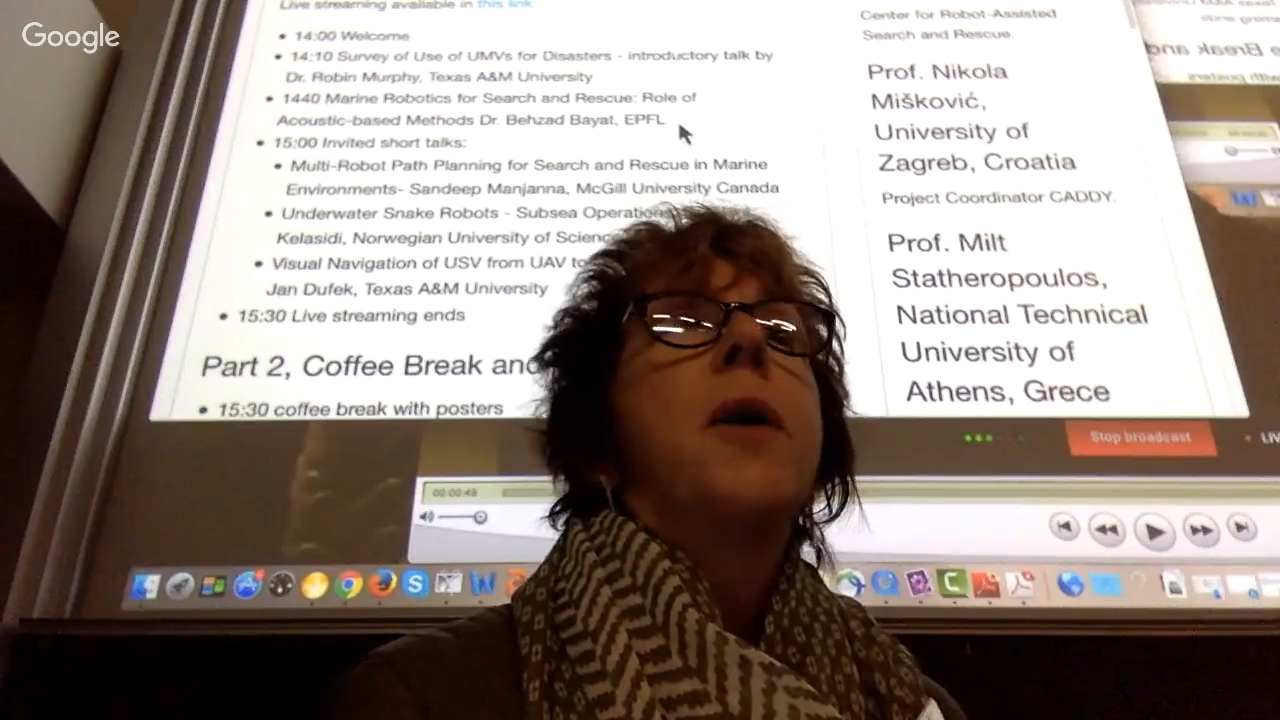 Google
Live streaming available in this link
• 14:00 Welcome
• 14:10 Survey of Use of UMVs for Disasters - introductory talk by
Dr. Robin Murphy, Texas A&M University
• 1440 Marine Robotics for Search and Rescue: Role of
Acoustic-based Methods Dr. Behzad Bayat, EPFL
• 15:00 Invited short talks:
• Multi-Robot Path Planning for Search and Rescue in Marine
Environments- Sandeep Manjanna, McGill University Canada
• Underwater Snake Robots - Subsea
Kelasidi, Norwegian University of
• Visual Navigation of USV from UAV to
Jan Dufek, Texas A&M University
• 15:30 Live streaming ends
Part 2, Coffee Break and
• 15:30 coffee break with posters
Center for Robot-Assisted
Search and Rescue.
Prof. Nikola
Mišković,
University of
Zagreb, Croatia
Project Coordinator CADDY.
Prof. Milt
Statheropoulos,
National Technical
University of
Athens, Grece
Stop broadcast
00:00:49